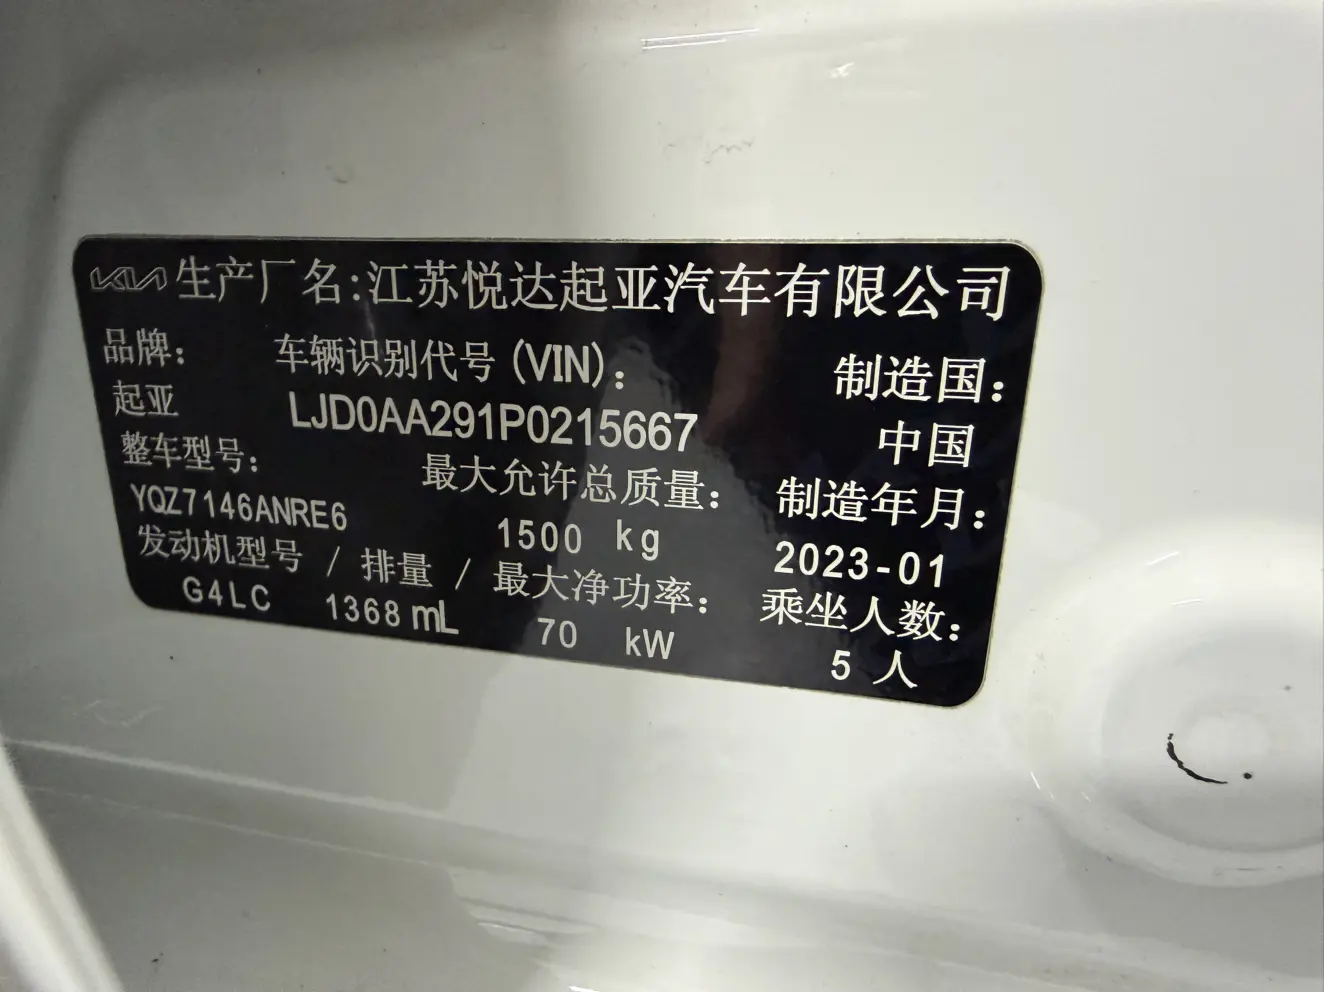 KIA 生产厂名:江苏悦达起亚汽车有限公司
品牌: 车辆识别代号(VIN): 制造国:
起亚 LJD0AA291P0215667 中国
整车型号: 最大允许总质量: 制造年月:
YQZ7146ANRE6 1500 kg 2023-01
发动机型号 / 排量 / 最大净功率: 乘坐人数:
G4LC 1368 mL 70 kW 5 人